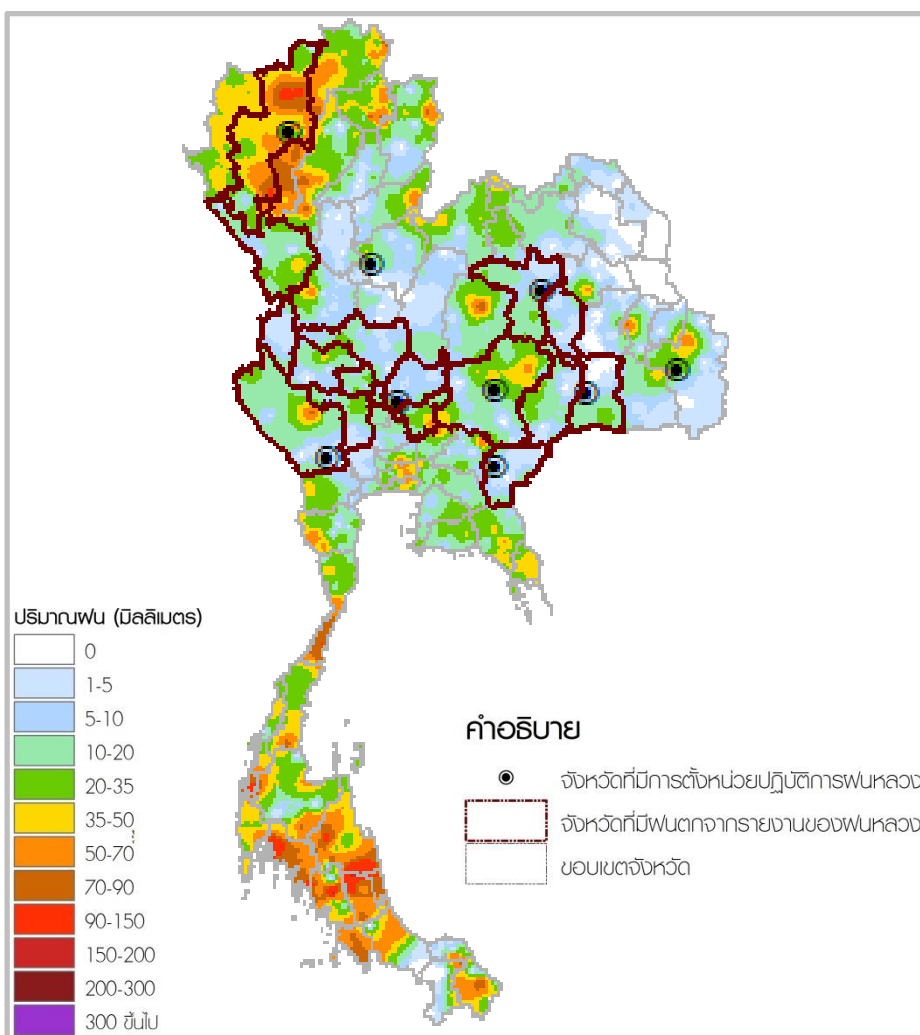 ปริมาณฝน (มิลลิเมตร)
0
1-5
5-10
10-20
20-35
35-50
50-70
70-90
90-150
150-200
200-300
300 ขึ้นไป
คำอธิบาย
จังหวัดที่มีการตั้งหน่วยปฏิบัติการฝนหลวง
จังหวัดที่มีฝนตกจากรายงานของฝนหลวง
ขอบเขตจังหวัด